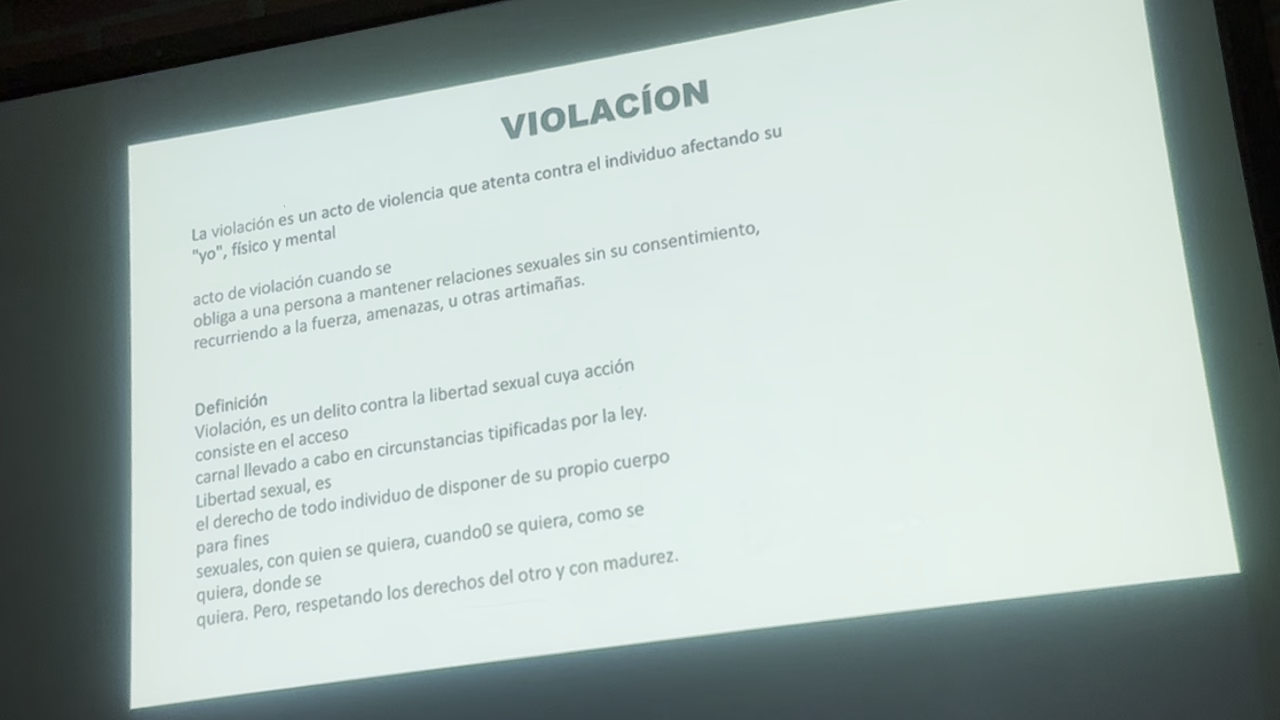 VIOLACÍON
La violación es un acto de violencia que atenta contra el individuo afectando su
"yo", físico y mental
acto de violación cuando se
obliga a una persona a mantener relaciones sexuales sin su consentimiento,
recurriendo a la fuerza, amenazas, u otras artimañas.
Definición
Violación, es un delito contra la libertad sexual cuya acción
consiste en el acceso
carnal llevado a cabo en circunstancias tipificadas por la ley.
Libertad sexual, es
el derecho de todo individuo de disponer de su propio cuerpo
para fines
sexuales, con quien se quiera, cuando0 se quiera, como se
quiera, donde se
quiera. Pero, respetando los derechos del otro y con madurez.